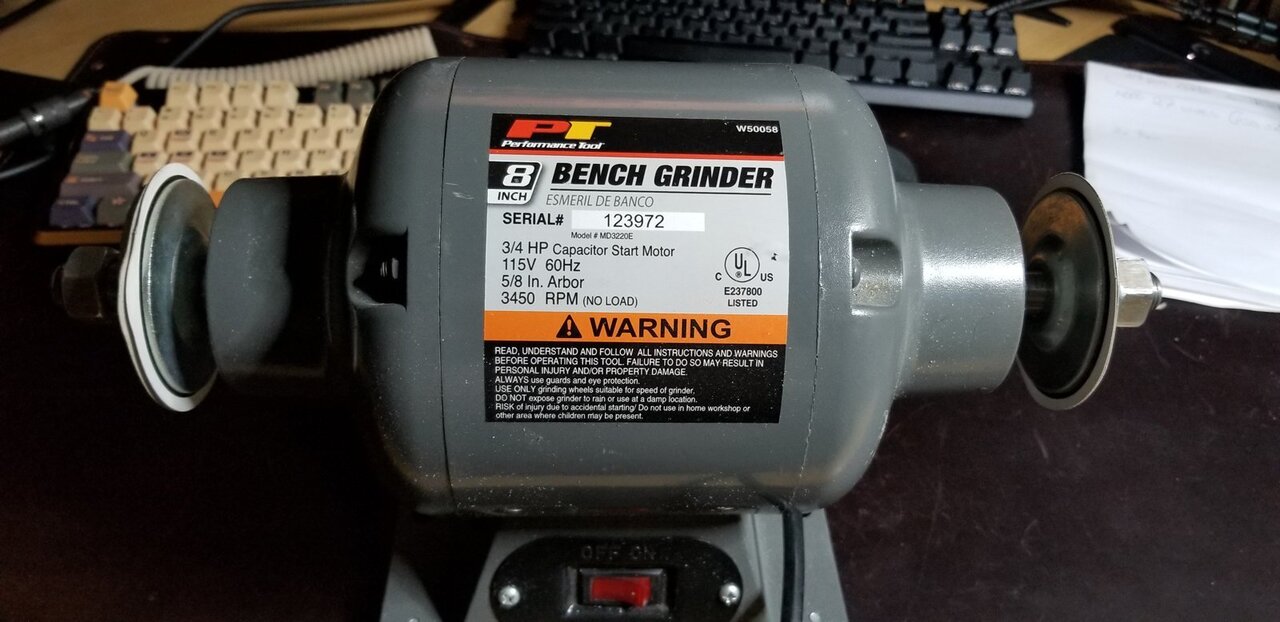 PT
Performance Tool
W50058
8
INCH
BENCH GRINDER
ESMERIL DE BANCO
SERIAL# 123972
Model # MD3220E
3/4 HP Capacitor Start Motor
115V 60Hz
5/8 In. Arbor
3450 RPM (NO LOAD)
C UL ® US
E237800
LISTED
WARNING
READ, UNDERSTAND AND FOLLOW ALL INSTRUCTIONS AND WARNINGS
BEFORE OPERATING THIS TOOL. FAILURE TO DO SO MAY RESULT IN
PERSONAL INJURY AND/OR PROPERTY DAMAGE.
ALWAYS use guards and eye protection.
USE ONLY grinding wheels suitable for speed of grinder.
DO NOT expose grinder to rain or use at a damp location.
RISK of injury due to accidental starting/ Do not use in home workshop or
other area where children may be present.
OFF ON